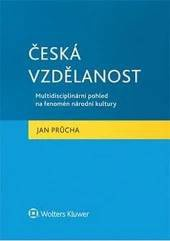 ČESKÁ
VZDĚLANOST
Multidisciplinární pohled
na fenomén národní kultury
JAN PRŮCHA
Wolters Kluwer